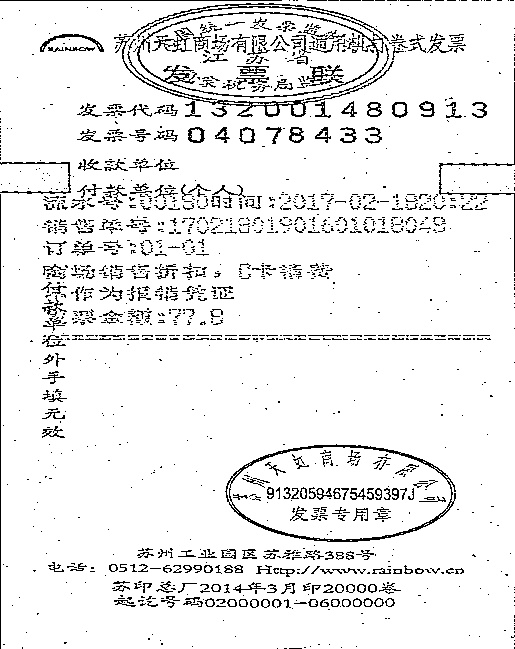 RAINBOW
苏州天虹商场有限公司通用机打卷式发票
全国统一发票监制章
江苏省
国家税务局监制
发票联
发票代码132001480913
发票号码04078433
收款单位
付款单位(个人)
流水号:00180时间:2017-02-1820:22
销售单号:17021801901601018048
订单号:01-01
商场销售折扣,C卡销费
不作为报销凭证
发票金额:77.8
付款单位外手填无效
苏州天虹商场有限公司
91320594675459397J
发票专用章
苏州工业园区苏雅路388号
电话: 0512-62990188 Http://www.rainbow.cn
苏印总厂2014年3月印20000卷
起讫号码02000001-06000000